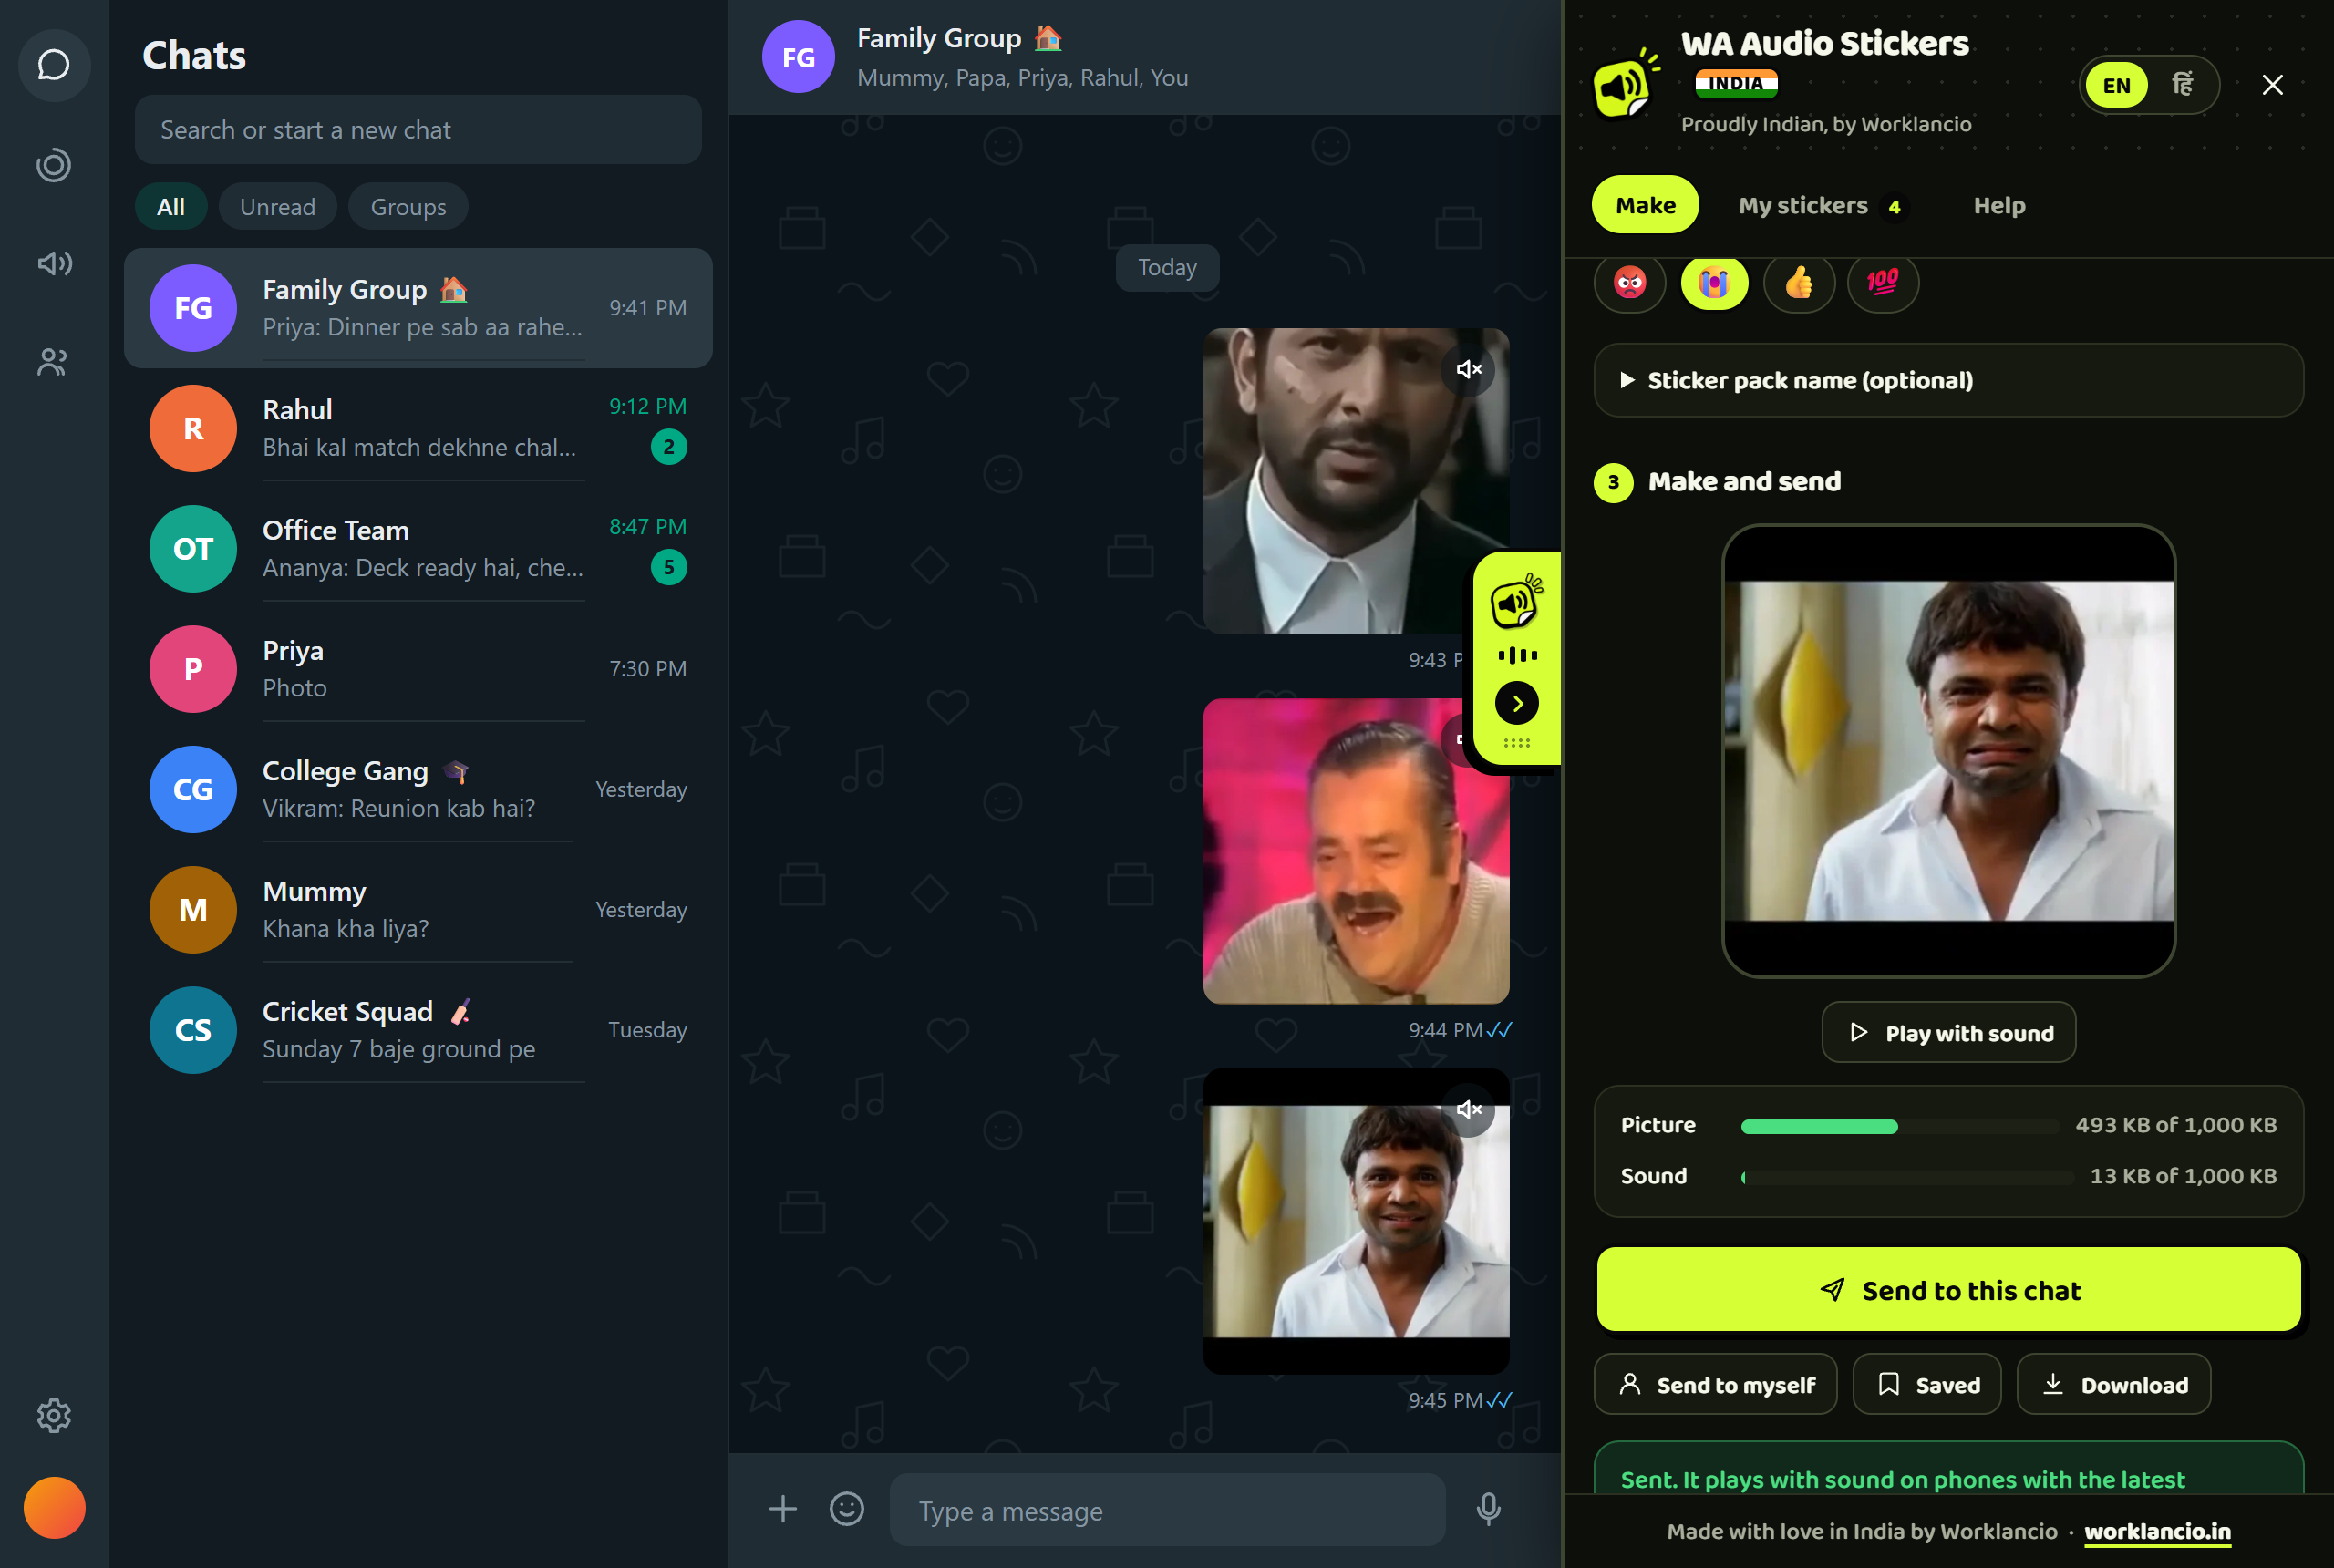 Chats
Search or start a new chat
All
Unread
Groups
FG
Family Group
9:41 PM
Priya: Dinner pe sab aa rahe...
R
Rahul
9:12 PM
Bhai kal match dekhne chal...
2
OT
Office Team
8:47 PM
Ananya: Deck ready hai, che...
5
P
Priya
7:30 PM
Photo
CG
College Gang
Yesterday
Vikram: Reunion kab hai?
M
Mummy
Yesterday
Khana kha liya?
CS
Cricket Squad
Tuesday
Sunday 7 baje ground pe
FG
Family Group
Mummy, Papa, Priya, Rahul, You
Today
9:43 P
9:44 PM
9:45 PM
Type a message
WA Audio Stickers
INDIA
Proudly Indian, by Worklancio
EN
हिं
Make
My stickers 4
Help
100
Sticker pack name (optional)
3 Make and send
Play with sound
Picture 493 KB of 1,000 KB
Sound 13 KB of 1,000 KB
Send to this chat
Send to myself
Saved
Download
Sent. It plays with sound on phones with the latest
Made with love in India by Worklancio · worklancio.in